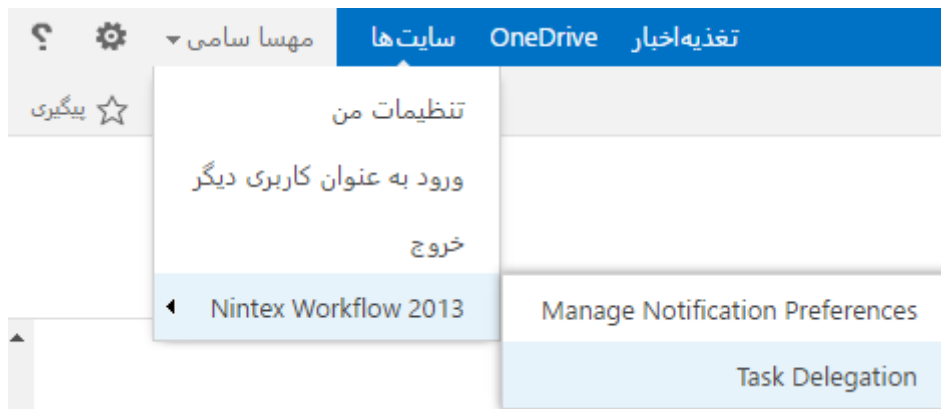 تغذیه‌اخبار OneDrive سایت‌ها مهسا سامی ?
پیگیری
تنظیمات من
ورود به عنوان کاربری دیگر
خروج
Nintex Workflow 2013
Manage Notification Preferences
Task Delegation